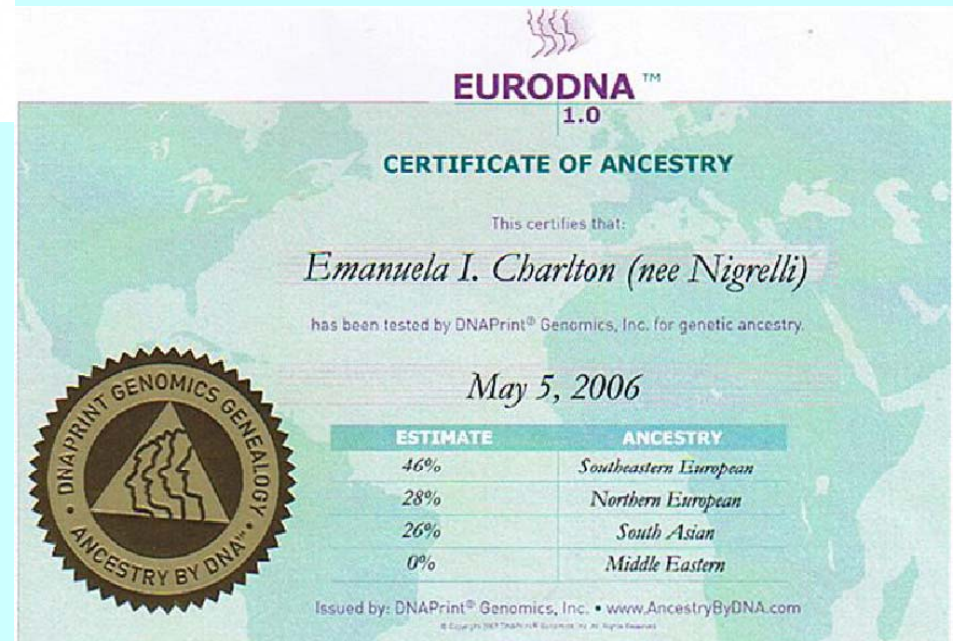 EURODNA™
1.0
CERTIFICATE OF ANCESTRY
This certifies that:
Emanuela I. Charlton (nee Nigrelli)
has been tested by DNAPrint® Genomics, Inc. for genetic ancestry.
May 5, 2006
ESTIMATE ANCESTRY
46% Southeastern European
28% Northern European
26% South Asian
0% Middle Eastern
DNAPRINT GENOMICS GENEALOGY
• ANCESTRY BY DNA™ •
Issued by: DNAPrint® Genomics, Inc. • www.AncestryByDNA.com